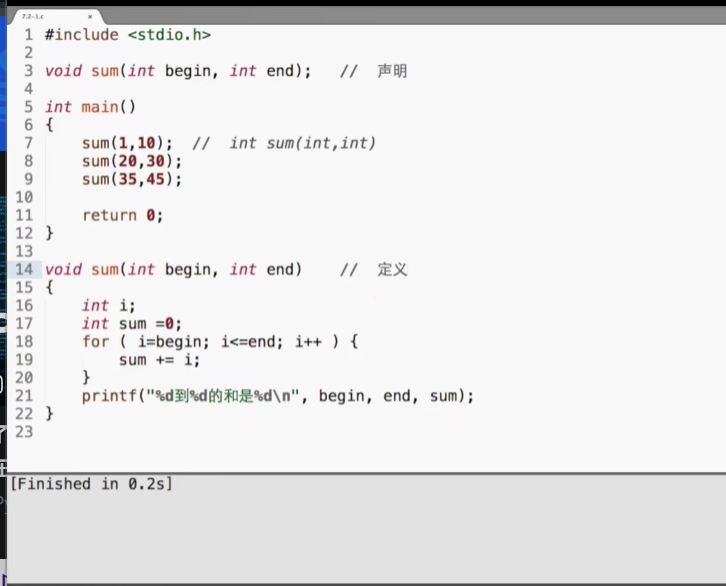 7.2-1.c ×
1 #include <stdio.h>
2
3 void sum(int begin, int end);   //  声明
4
5 int main()
6 {
7     sum(1,10);  //  int sum(int,int)
8     sum(20,30);
9     sum(35,45);
10
11     return 0;
12 }
13
14 void sum(int begin, int end)    //  定义
15 {
16     int i;
17     int sum =0;
18     for ( i=begin; i<=end; i++ ) {
19         sum += i;
20     }
21     printf("%d到%d的和是%d\n", begin, end, sum);
22 }
23
[Finished in 0.2s]